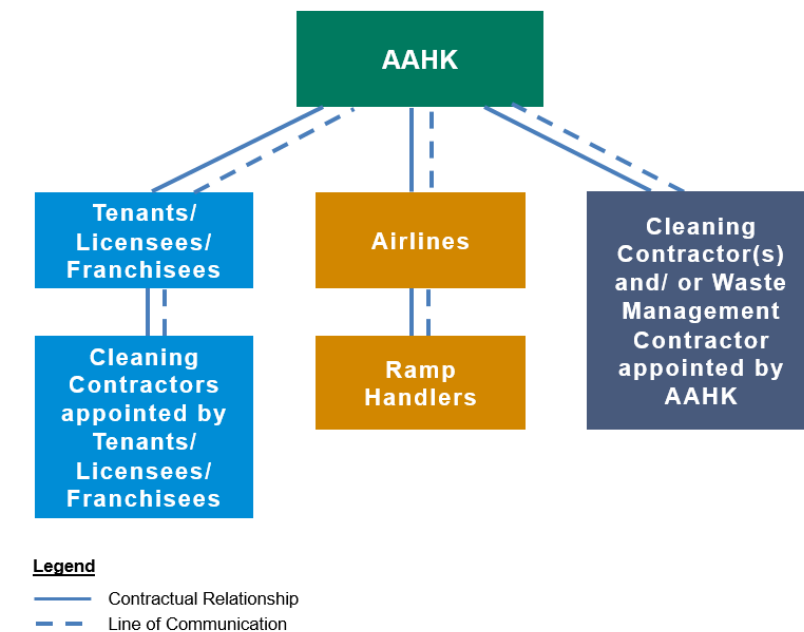 AAHK
Tenants/
Licensees/
Franchisees
Airlines
Cleaning
Contractor(s)
and/ or Waste
Management
Contractor
appointed by
AAHK
Cleaning
Contractors
appointed by
Tenants/
Licensees/
Franchisees
Ramp
Handlers
Legend
Contractual Relationship
Line of Communication